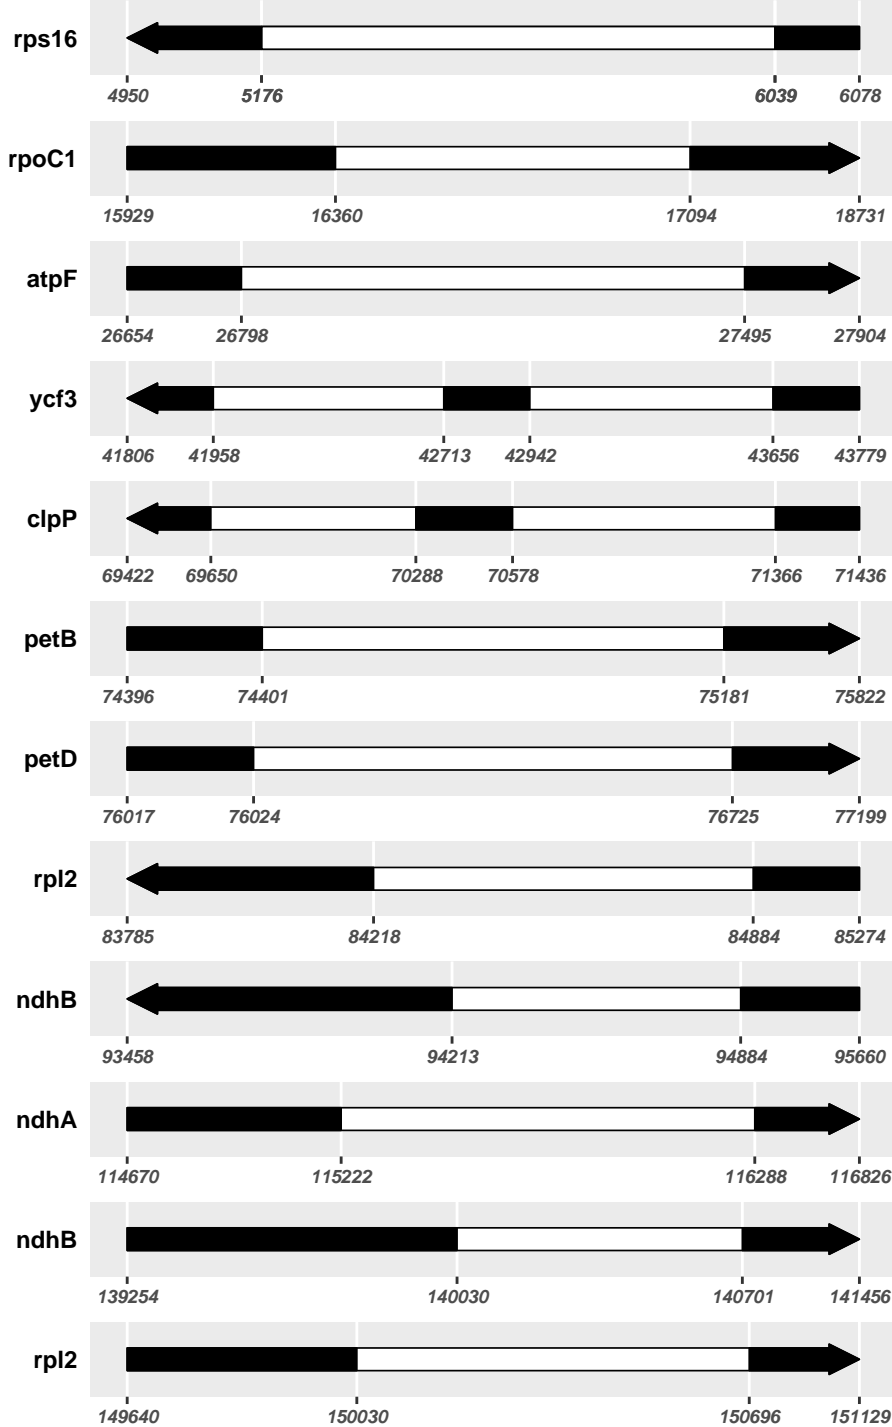 rps16
4950 5176 6039 6078
rpoC1
15929 16360 17094 18731
atpF
26654 26798 27495 27904
ycf3
41806 41958 42713 42942 43656 43779
clpP
69422 69650 70288 70578 71366 71436
petB
74396 74401 75181 75822
petD
76017 76024 76725 77199
rpl2
83785 84218 84884 85274
ndhB
93458 94213 94884 95660
ndhA
114670 115222 116288 116826
ndhB
139254 140030 140701 141456
rpl2
149640 150030 150696 151129